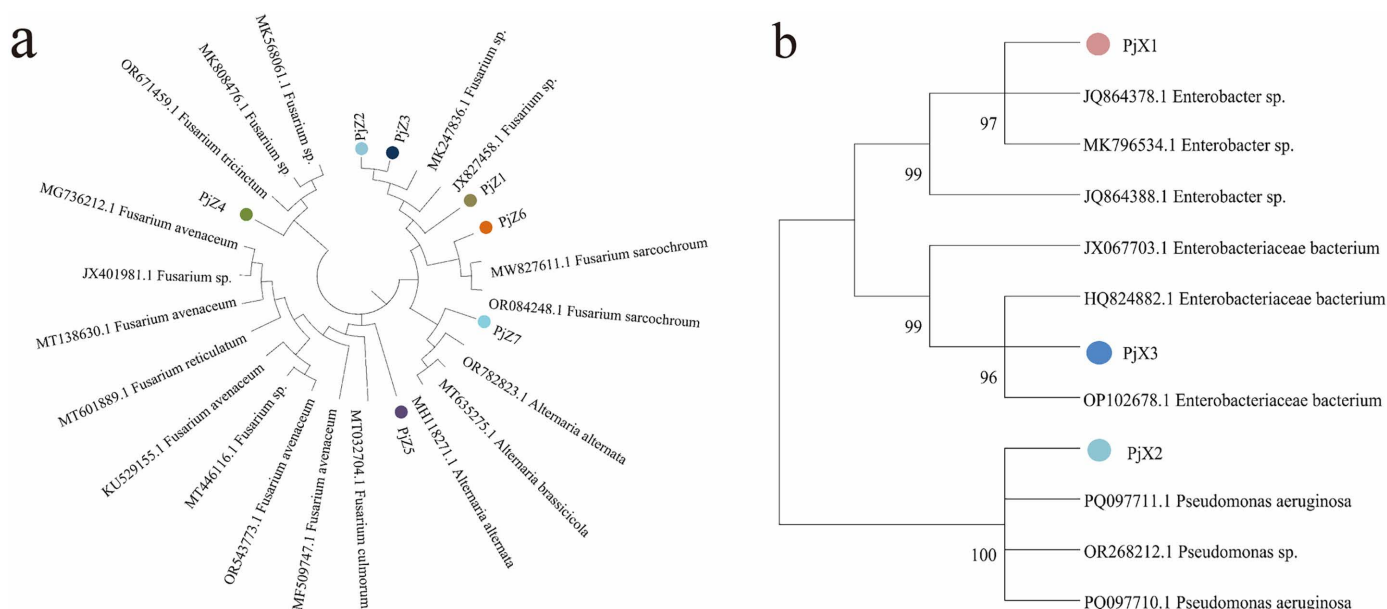 a
MK568061.1 Fusarium sp.
MK808476.1 Fusarium sp
OR671459.1 Fusarium tricinctum
PjZ4
MG736212.1 Fusarium avenaceum
JX401981.1 Fusarium sp.
MT138630.1 Fusarium avenaceum
MT601889.1 Fusarium reticulatum
KU529155.1 Fusarium avenaceum
MT446116.1 Fusarium sp.
OR543773.1 Fusarium avenaceum
MF509747.1 Fusarium avenaceum
MT032704.1 Fusarium culmorum
PjZ5
MH118271.1 Alternaria alternata
MT635275.1 Alternaria brassicicola
OR782823.1 Alternaria alternata
PjZ7
OR084248.1 Fusarium sarcochroum
MW827611.1 Fusarium sarcochroum
PjZ6
PjZ1
JX827458.1 Fusarium sp.
MK247836.1 Fusarium sp.
PjZ3
PjZ2
b
PjX1
JQ864378.1 Enterobacter sp.
97
MK796534.1 Enterobacter sp.
99
JQ864388.1 Enterobacter sp.
JX067703.1 Enterobacteriaceae bacterium
HQ824882.1 Enterobacteriaceae bacterium
99
PjX3
96
OP102678.1 Enterobacteriaceae bacterium
PjX2
PQ097711.1 Pseudomonas aeruginosa
100
OR268212.1 Pseudomonas sp.
PQ097710.1 Pseudomonas aeruginosa